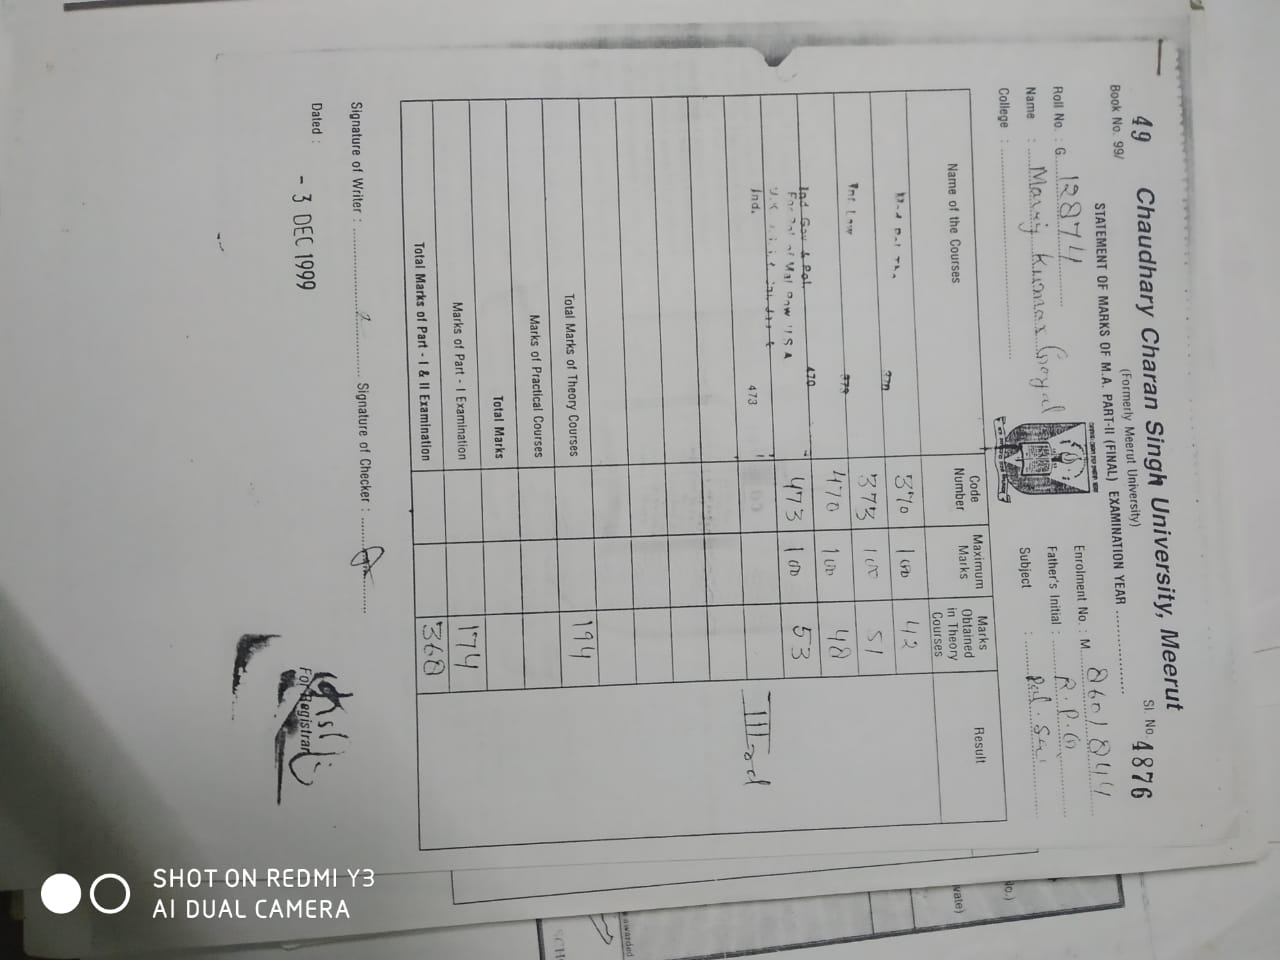 49 Chaudhary Charan Singh University, Meerut
Sl. No. 4876
Book No. 99/
(Formerly Meerut University)
STATEMENT OF MARKS OF M.A. PART-II (FINAL) EXAMINATION YEAR ..............
Roll No. : G. 12874
Enrolment No. : M 8601844
Name : Kumar Goyal
Father's Initial : R.P.G
College :
Subject : Pol. Sc.
Name of the Courses
Code Number
Maximum Marks
Marks Obtained in Theory Courses
Result
370 100 42
Int Law
373 100 51
Ind Gov & Pol. 470
470 100 48
USA
473 100 53
Ind. 473
IIIrd
Total Marks of Theory Courses 194
Marks of Practical Courses
Total Marks
Marks of Part - I Examination 174
Total Marks of Part - I & II Examination 368
Signature of Writer :
Signature of Checker :
Dated : - 3 DEC 1999
For Registrar
SHOT ON REDMI Y3
AI DUAL CAMERA